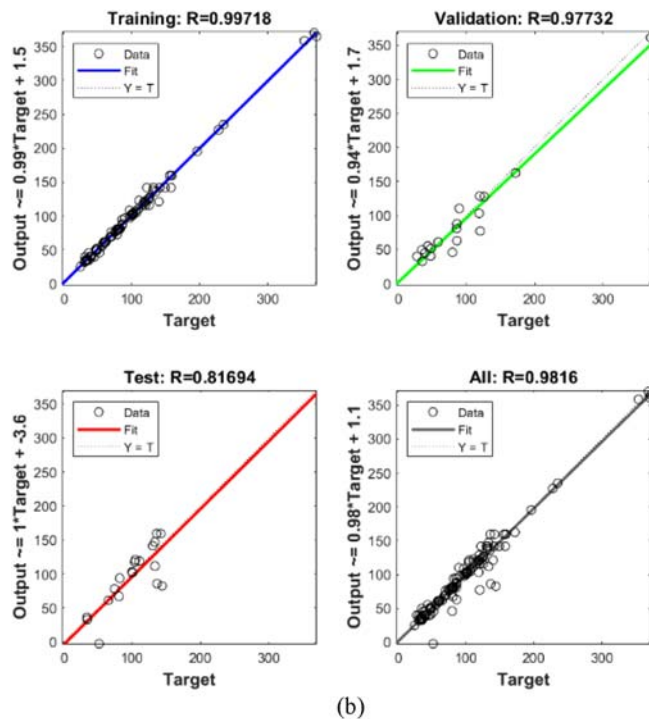 Training: R=0.99718
Output ~= 0.99*Target + 1.5
350
300
250
200
150
100
50
0
Data
Fit
Y = T
0 100 200 300
Target
Validation: R=0.97732
Output ~= 0.94*Target + 1.7
350
300
250
200
150
100
50
0
Data
Fit
Y = T
0 100 200 300
Target
Test: R=0.81694
Output ~= 1*Target + -3.6
350
300
250
200
150
100
50
0
Data
Fit
Y = T
0 100 200 300
Target
All: R=0.9816
Output ~= 0.98*Target + 1.1
350
300
250
200
150
100
50
0
Data
Fit
Y = T
0 100 200 300
Target
(b)